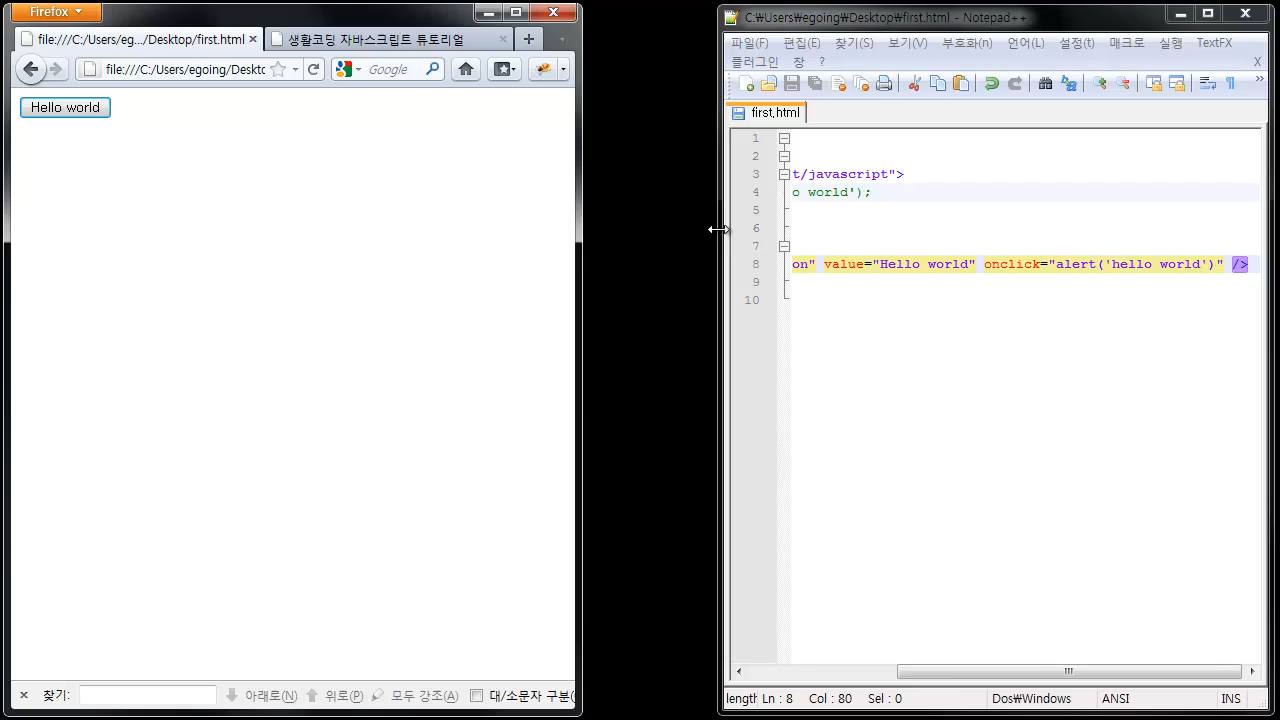 Firefox
file:///C:/Users/eg.../Desktop/first.html
생활코딩 자바스크립트 튜토리얼
file:///C:/Users/egoing/Deskto
Google
Hello world
찾기:
아래로(N)
위로(P)
모두 강조(A)
대/소문자 구분(
C:₩Users₩egoing₩Desktop₩first.html - Notepad++
파일(F) 편집(E) 찾기(S) 보기(V) 부호화(N) 언어(L) 설정(t) 매크로 실행 TextFX
플러그인 창 ? X
first.html
1
2
3 t/javascript">
4 o world');
5
6
7
8 on" value="Hello world" onclick="alert('hello world')" />
9
10
length Ln : 8 Col : 80 Sel : 0 Dos₩Windows ANSI INS